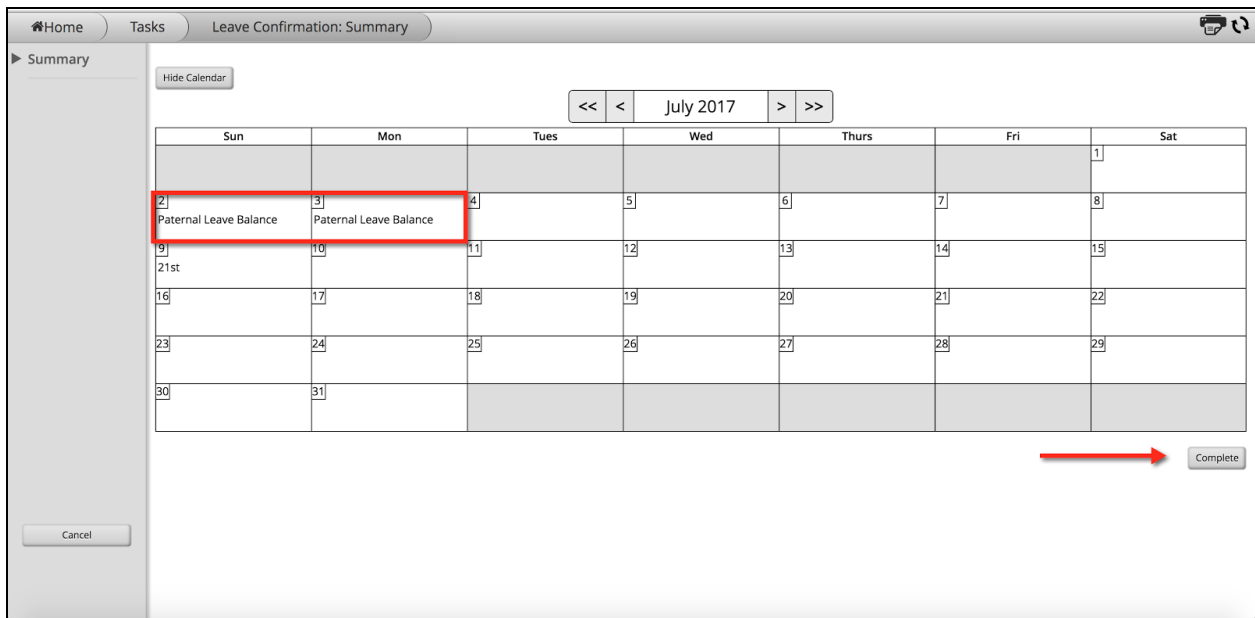 Home Tasks Leave Confirmation: Summary
Summary
Hide Calendar
<< < July 2017 > >>
Sun Mon Tues Wed Thurs Fri Sat
1
2 3 4 5 6 7 8
Paternal Leave Balance Paternal Leave Balance
9 10 11 12 13 14 15
21st
16 17 18 19 20 21 22
23 24 25 26 27 28 29
30 31
Complete
Cancel